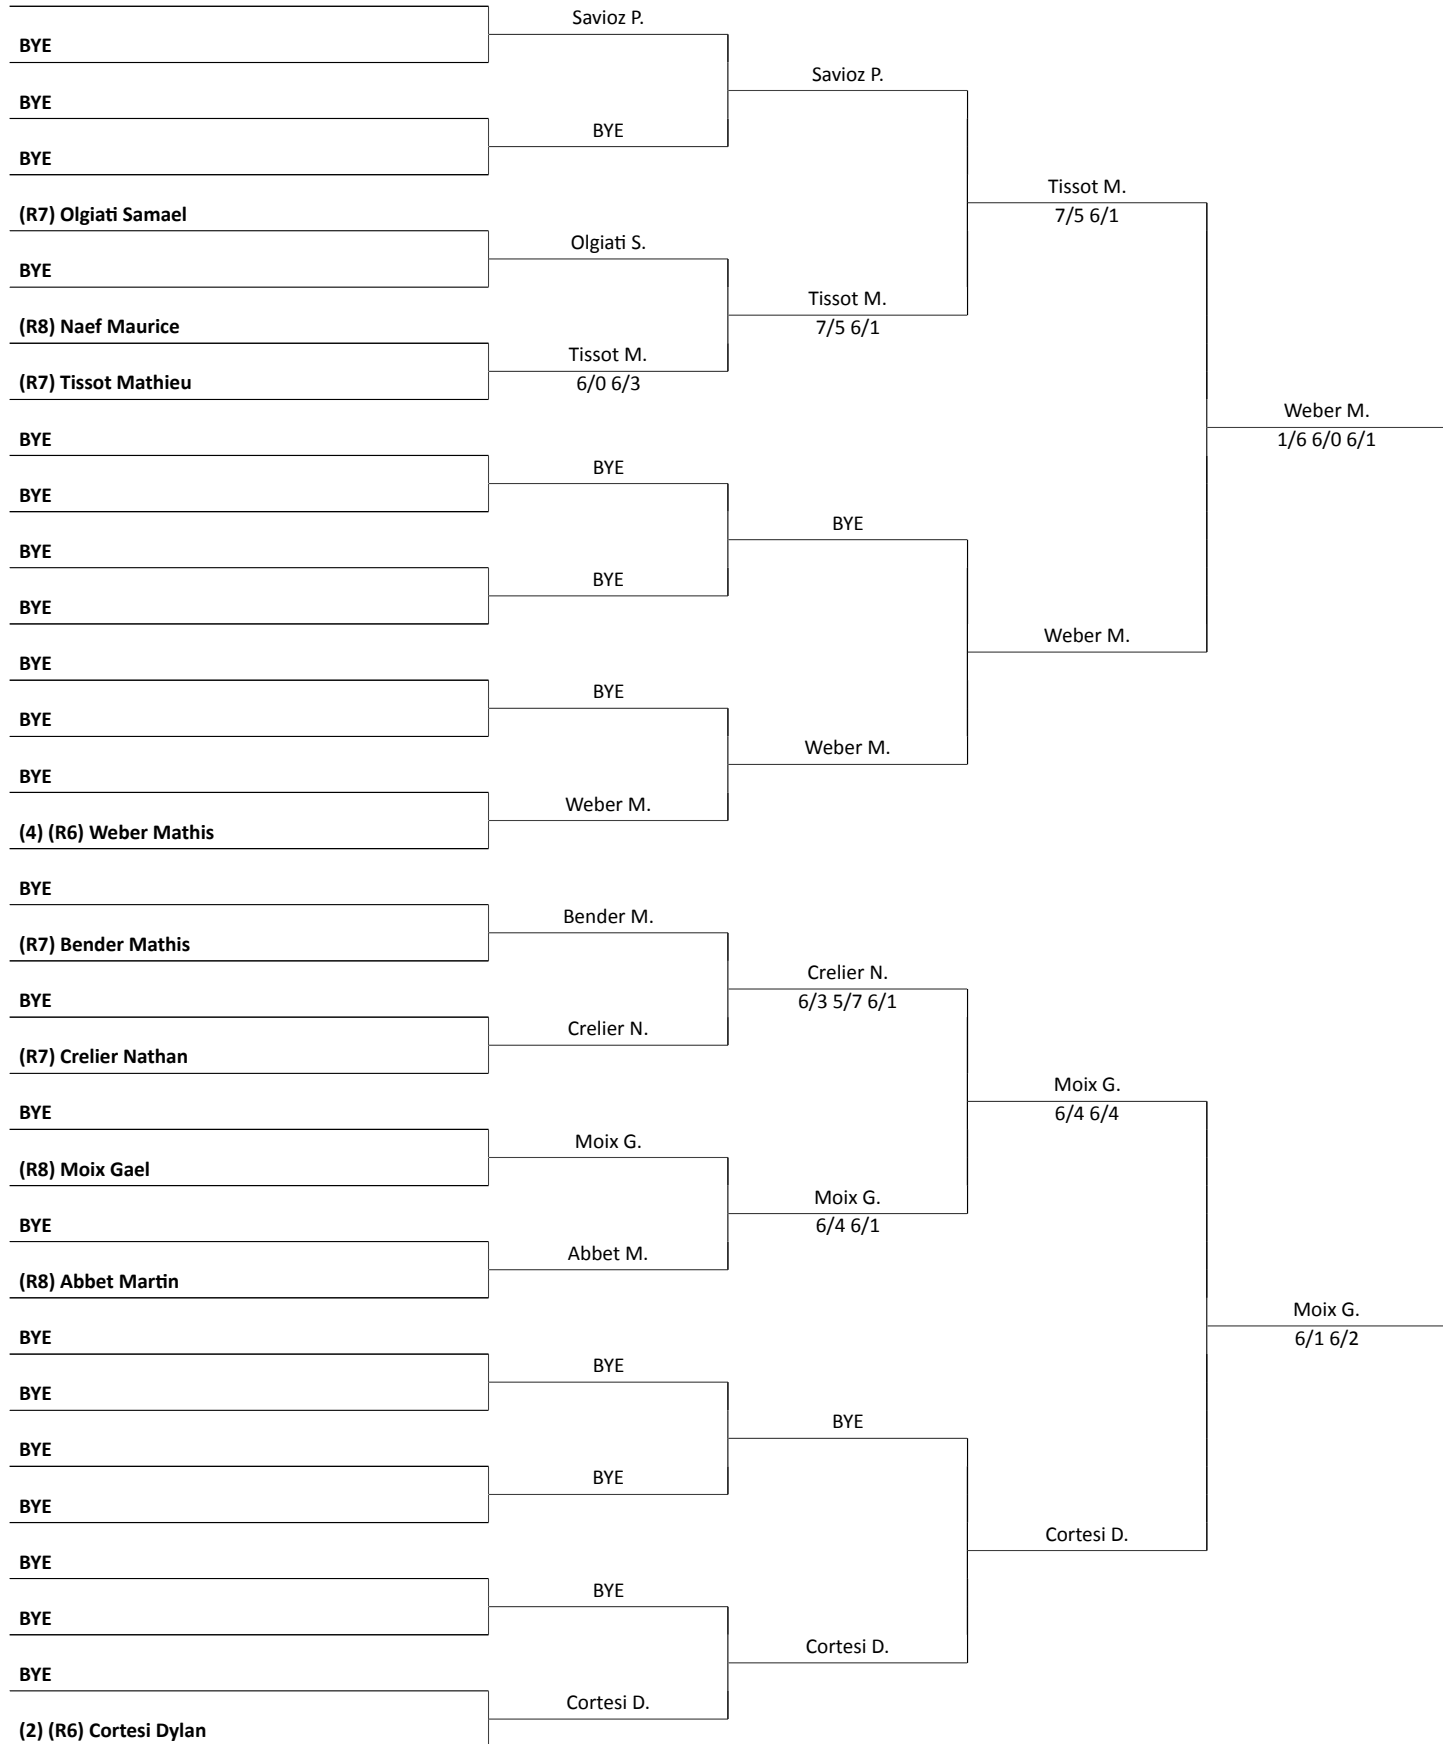 BYE
BYE
BYE
(R7) Olgiati Samael
BYE
(R8) Naef Maurice
(R7) Tissot Mathieu
BYE
BYE
BYE
BYE
BYE
BYE
BYE
(4) (R6) Weber Mathis
BYE
(R7) Bender Mathis
BYE
(R7) Crelier Nathan
BYE
(R8) Moix Gael
BYE
(R8) Abbet Martin
BYE
BYE
BYE
BYE
BYE
BYE
BYE
(2) (R6) Cortesi Dylan
Savioz P.
BYE
Olgiati S.
Tissot M.
6/0 6/3
BYE
BYE
BYE
Weber M.
Bender M.
Crelier N.
Moix G.
Abbet M.
BYE
BYE
BYE
Cortesi D.
Savioz P.
Tissot M.
7/5 6/1
BYE
Weber M.
Crelier N.
6/3 5/7 6/1
Moix G.
6/4 6/1
BYE
Cortesi D.
Tissot M.
7/5 6/1
Weber M.
Moix G.
6/4 6/4
Cortesi D.
Weber M.
1/6 6/0 6/1
Moix G.
6/1 6/2